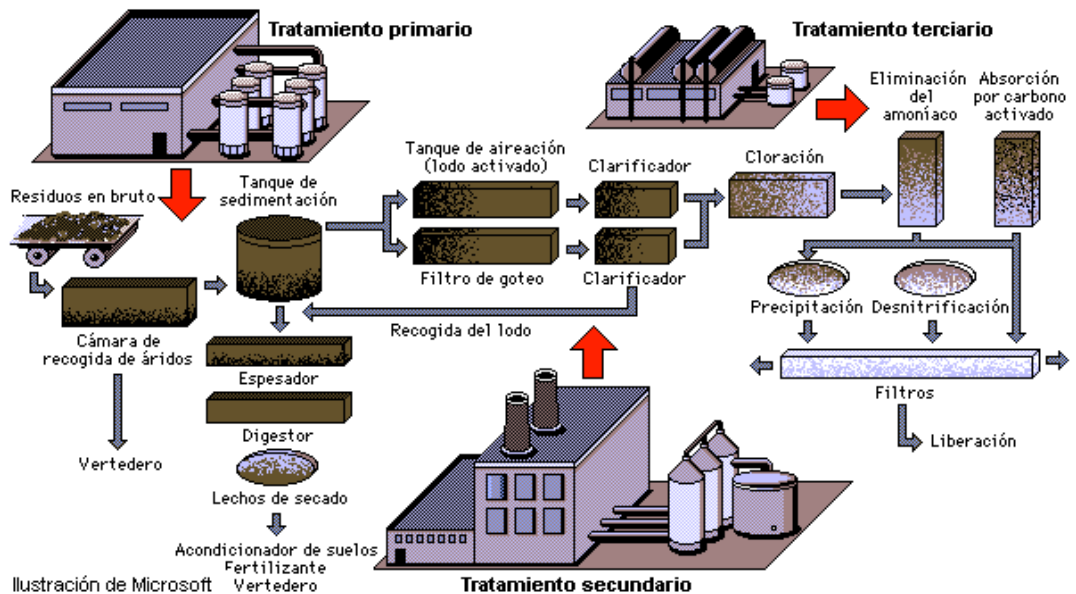 Tratamiento primario
Tratamiento terciario
Eliminación
del
amoníaco
Absorción
por carbono
activado
Residuos en bruto
Tanque de
sedimentación
Tanque de aireación
(lodo activado)
Clarificador
Cloración
Filtro de goteo
Clarificador
Precipitación
Desnitrificación
Recogida del lodo
Cámara de
recogida de áridos
Espesador
Filtros
Digestor
Liberación
Vertedero
Lechos de secado
Acondicionador de suelos
Fertilizante
Vertedero
Ilustración de Microsoft
Tratamiento secundario